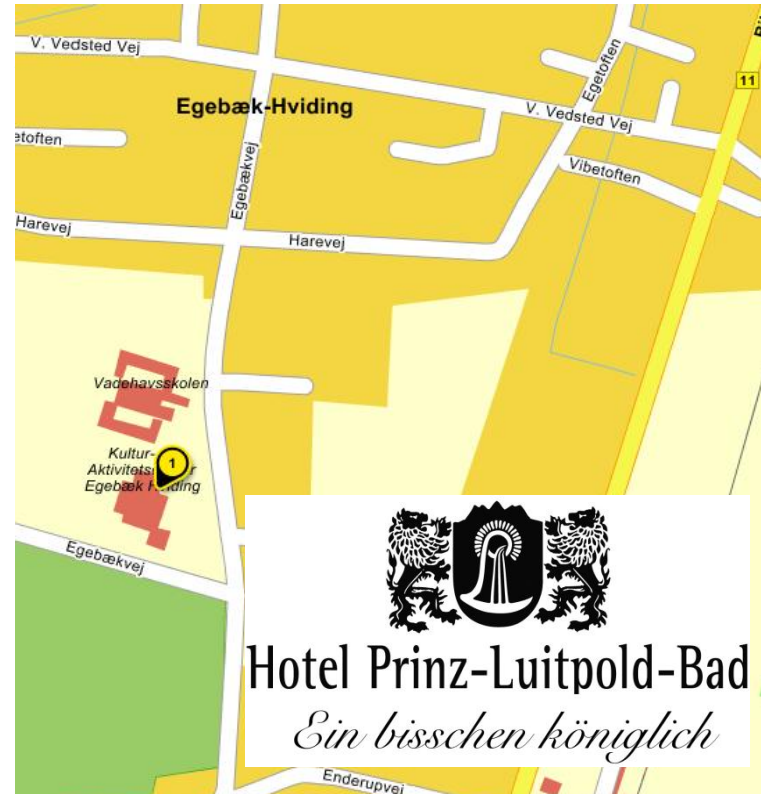 V. Vedsted Vej
Egebæk-Hviding
11
Egetoften
V. Vedsted Vej
etoften
Vibetoften
Egebækvej
Harevej
Harevej
Vadehavsskolen
Kultur-
1
Egebæk
Egebækvej
Hotel Prinz-Luitpold-Bad
Ein bisschen königlich
Enderupvej